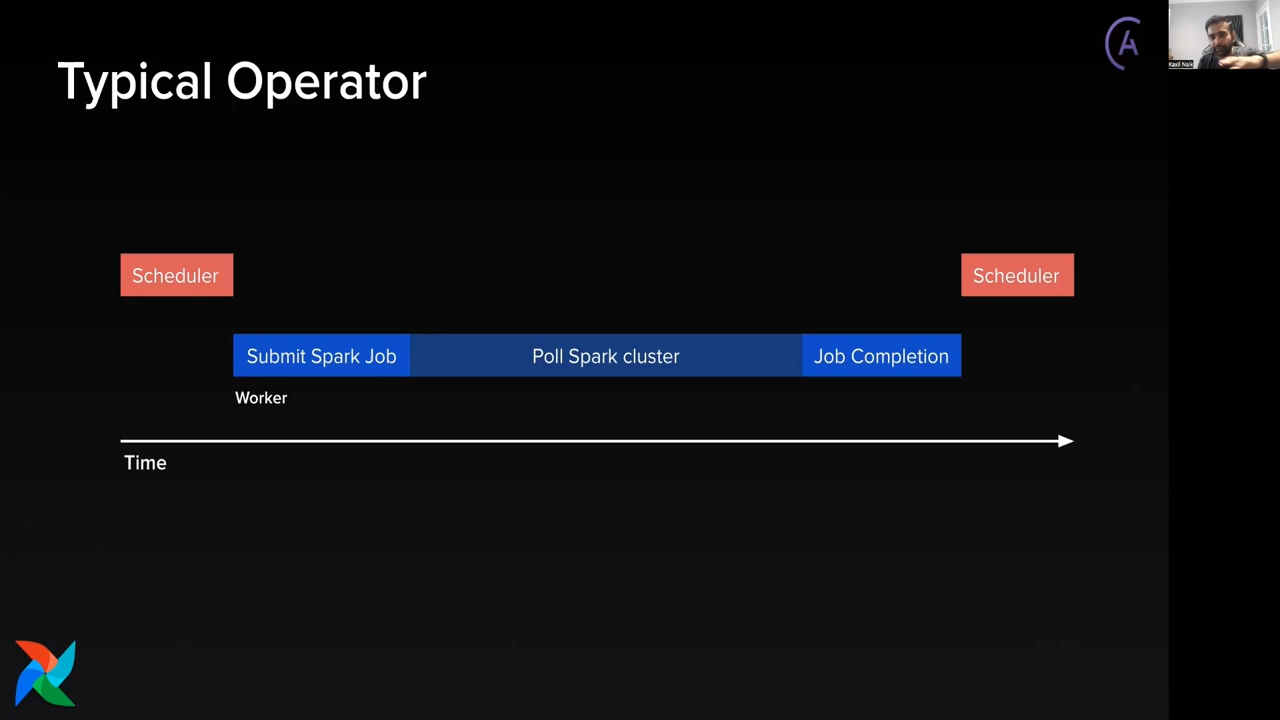 Typical Operator
Kaxil Naik
Scheduler
Scheduler
Submit Spark Job
Poll Spark cluster
Job Completion
Worker
Time